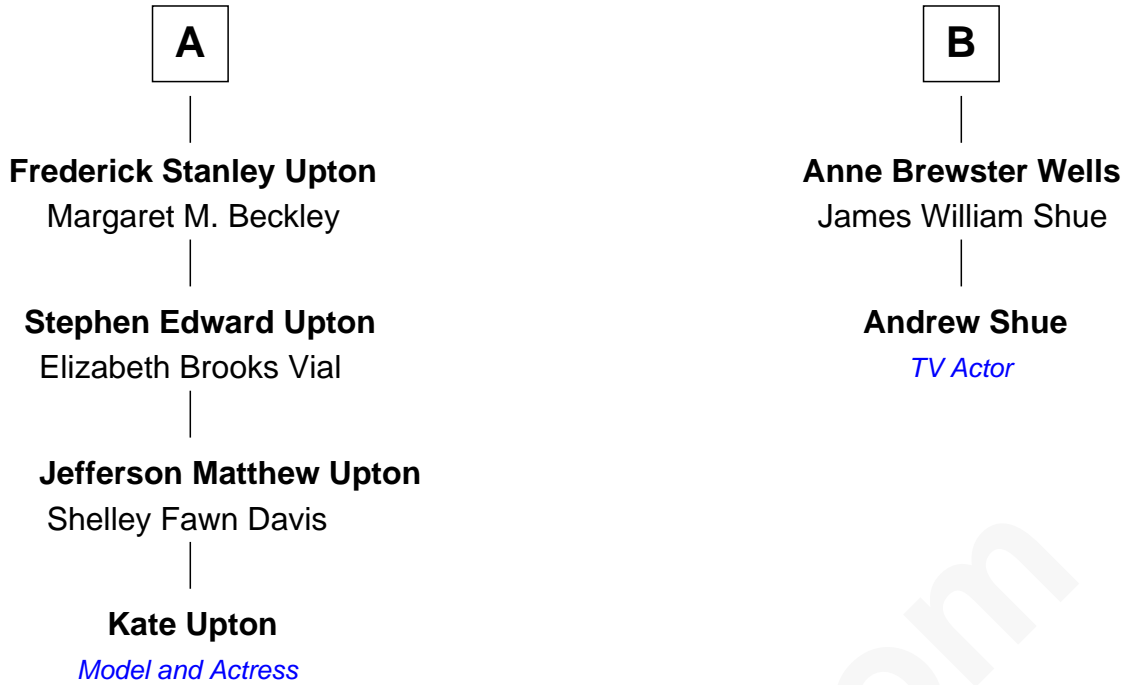 A
Frederick Stanley Upton
Margaret M. Beckley
Stephen Edward Upton
Elizabeth Brooks Vial
Jefferson Matthew Upton
Shelley Fawn Davis
Kate Upton
Model and Actress
B
Anne Brewster Wells
James William Shue
Andrew Shue
TV Actor
om